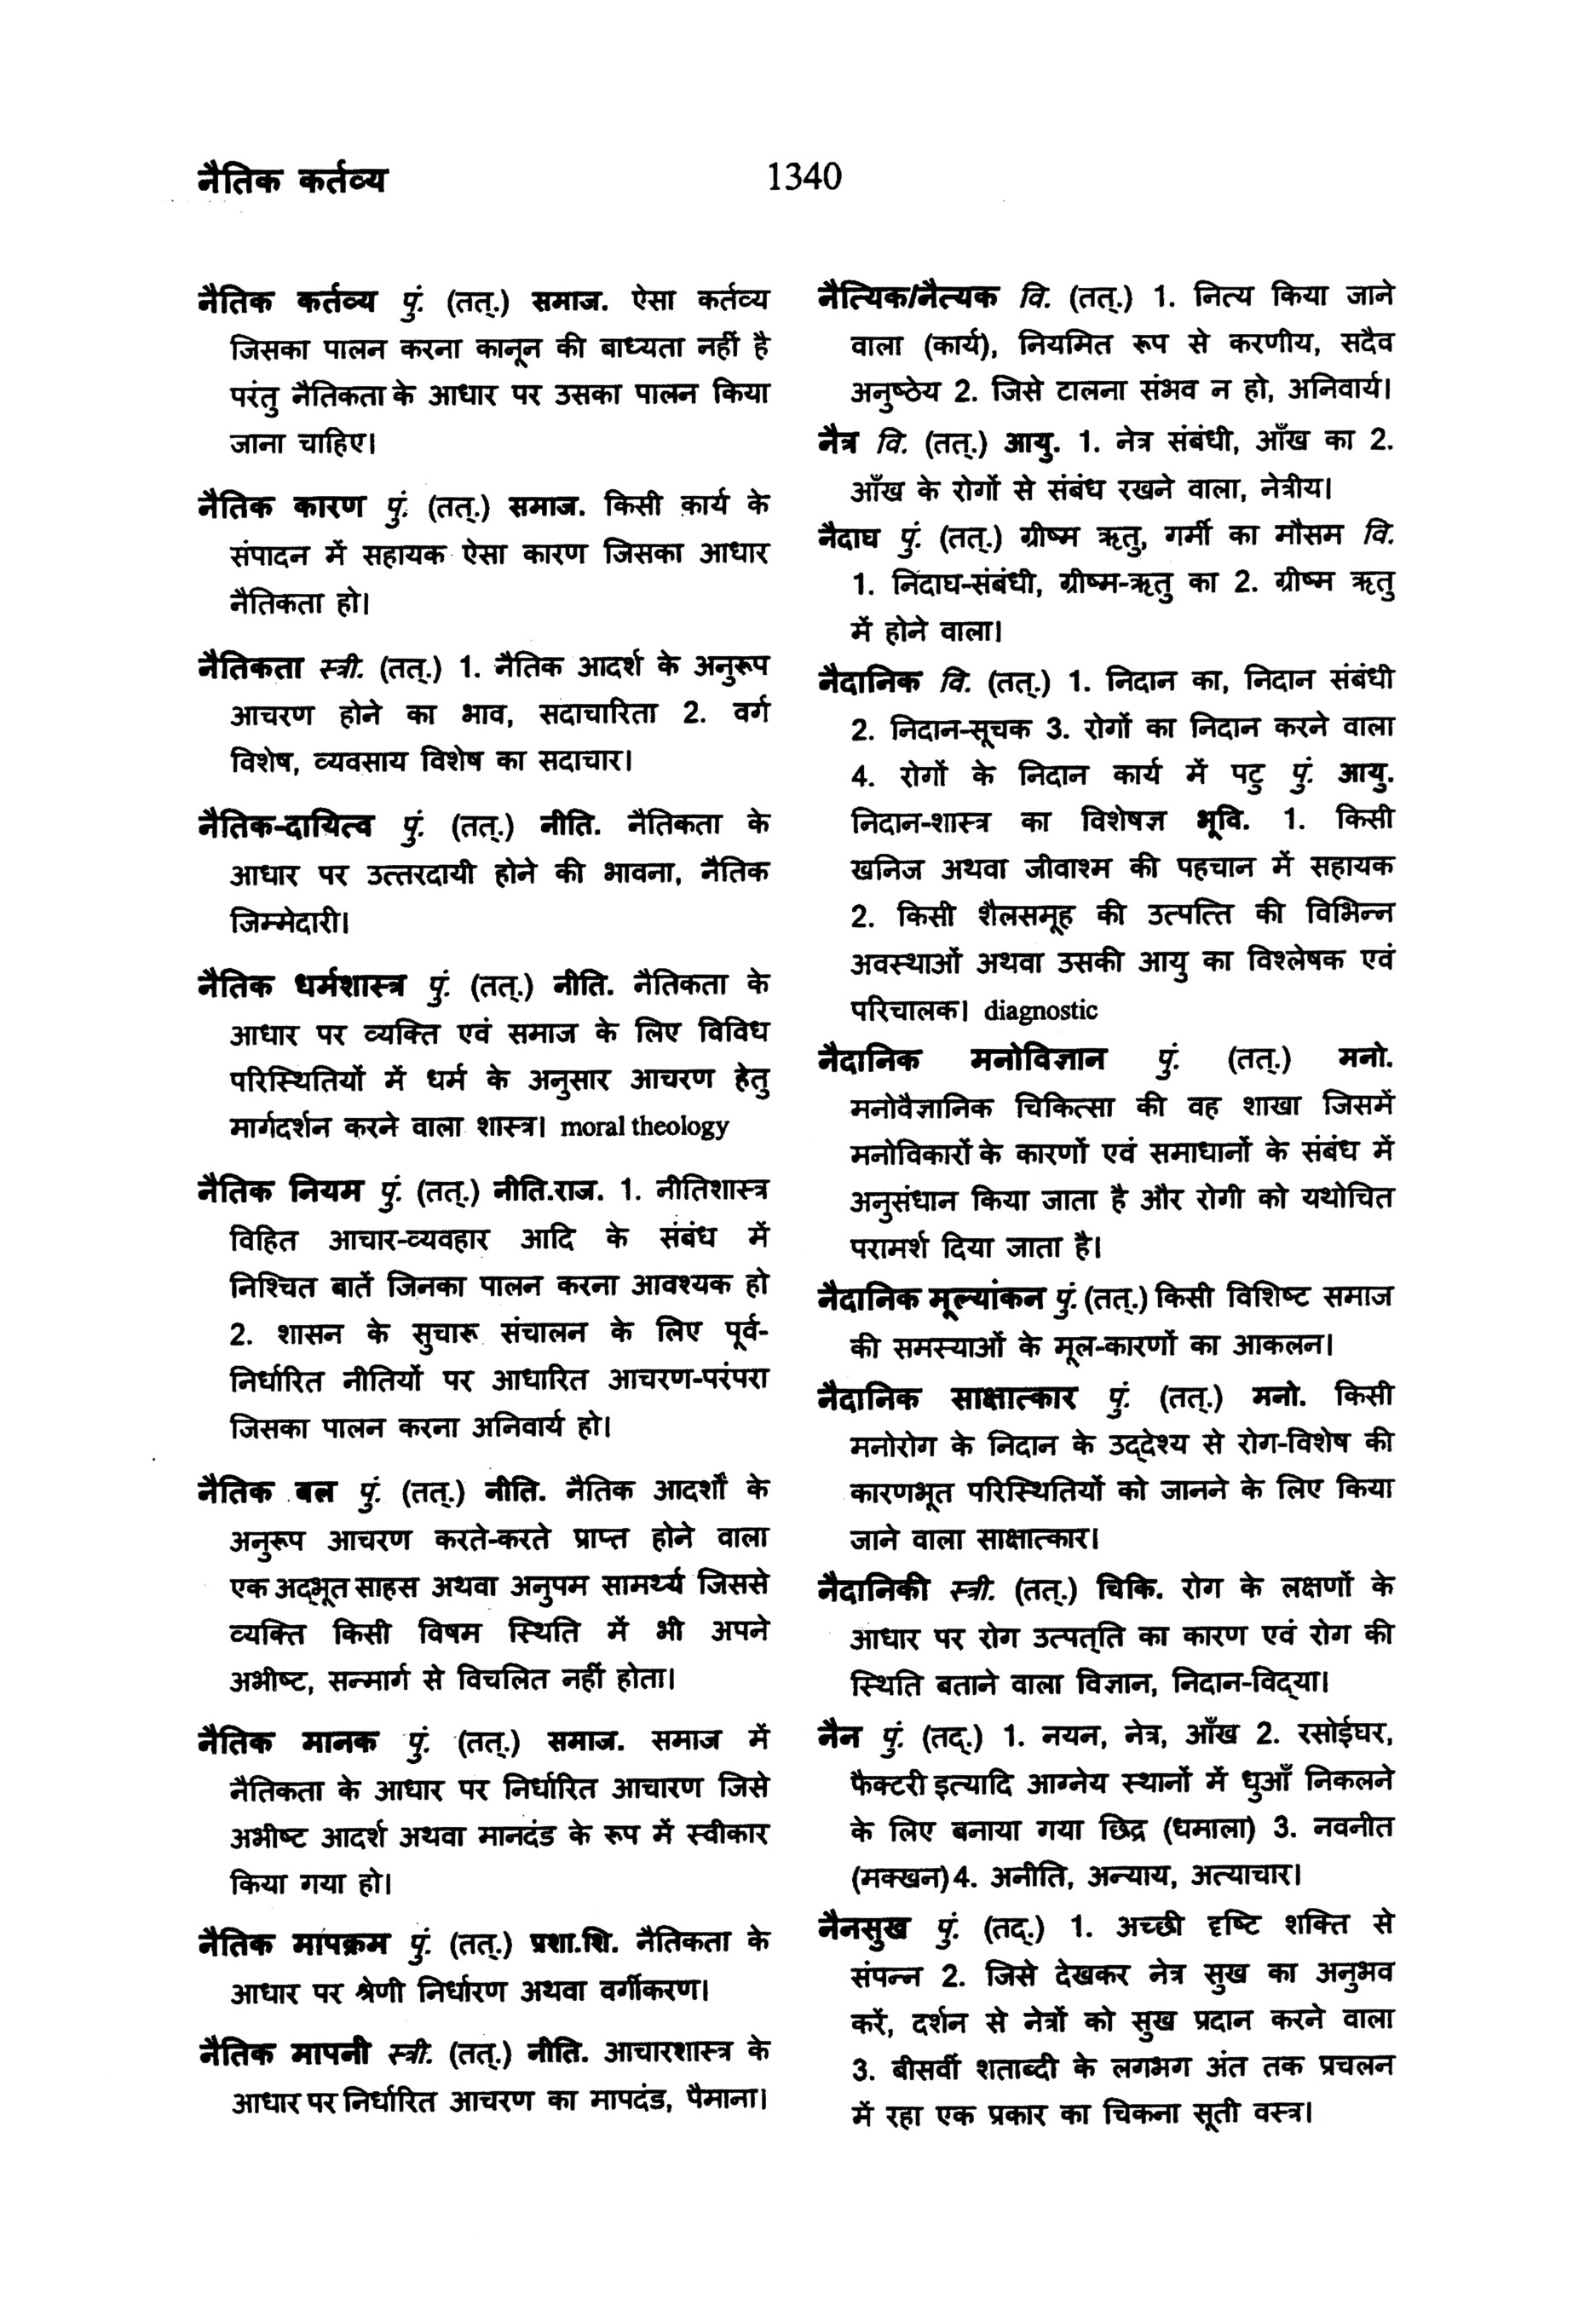 नैतिक कर्तव्य
1340
नैतिक कर्तव्य पुं. (तत्.) समाज. ऐसा कर्तव्य
जिसका पालन करना कानून की बाध्यता नहीं है
परंतु नैतिकता के आधार पर उसका पालन किया
जाना चाहिए।
नैतिक कारण पुं. (तत्.) समाज. किसी कार्य के
संपादन में सहायक ऐसा कारण जिसका आधार
नैतिकता हो।
नैतिकता स्त्री. (तत्.) 1. नैतिक आदर्श के अनुरूप
आचरण होने का भाव, सदाचारिता 2. वर्ग
विशेष, व्यवसाय विशेष का सदाचार।
नैतिक-दायित्व पुं. (तत्.) नीति. नैतिकता के
आधार पर उत्तरदायी होने की भावना, नैतिक
जिम्मेदारी।
नैतिक धर्मशास्त्र पुं. (तत्.) नीति. नैतिकता के
आधार पर व्यक्ति एवं समाज के लिए विविध
परिस्थितियों में धर्म के अनुसार आचरण हेतु
मार्गदर्शन करने वाला शास्त्र। moral theology
नैतिक नियम पुं. (तत्.) नीति.राज. 1. नीतिशास्त्र
विहित आचार-व्यवहार आदि के संबंध में
निश्चित बातें जिनका पालन करना आवश्यक हो
2. शासन के सुचारू संचालन के लिए पूर्व-
निर्धारित नीतियों पर आधारित आचरण-परंपरा
जिसका पालन करना अनिवार्य हो।
नैतिक बल पुं. (तत्.) नीति. नैतिक आदर्शों के
अनुरूप आचरण करते-करते प्राप्त होने वाला
एक अद्भूत साहस अथवा अनुपम सामर्थ्य जिससे
व्यक्ति किसी विषम स्थिति में भी अपने
अभीष्ट, सन्मार्ग से विचलित नहीं होता।
नैतिक मानक पुं. (तत्.) समाज. समाज में
नैतिकता के आधार पर निर्धारित आचारण जिसे
अभीष्ट आदर्श अथवा मानदंड के रूप में स्वीकार
किया गया हो।
नैतिक मापक्रम पुं. (तत्.) प्रशा.शि. नैतिकता के
आधार पर श्रेणी निर्धारण अथवा वर्गीकरण।
नैतिक मापनी स्त्री. (तत्.) नीति. आचारशास्त्र के
आधार पर निर्धारित आचरण का मापदंड, पैमाना।
नैत्यिक/नैत्यक वि. (तत्.) 1. नित्य किया जाने
वाला (कार्य), नियमित रूप से करणीय, सदैव
अनुष्ठेय 2. जिसे टालना संभव न हो, अनिवार्य।
नैत्र वि. (तत्.) आयु. 1. नेत्र संबंधी, आँख का 2.
आँख के रोगों से संबंध रखने वाला, नेत्रीय।
नैदाघ पुं. (तत्.) ग्रीष्म ऋतु, गर्मी का मौसम वि.
1. निदाघ-संबंधी, ग्रीष्म-ऋतु का 2. ग्रीष्म ऋतु
में होने वाला।
नैदानिक वि. (तत्.) 1. निदान का, निदान संबंधी
2. निदान-सूचक 3. रोगों का निदान करने वाला
4. रोगों के निदान कार्य में पटु पुं. आयु.
निदान-शास्त्र का विशेषज्ञ भूवि. 1. किसी
खनिज अथवा जीवाश्म की पहचान में सहायक
2. किसी शैलसमूह की उत्पत्ति की विभिन्न
अवस्थाओं अथवा उसकी आयु का विश्लेषक एवं
परिचालक। diagnostic
नैदानिक मनोविज्ञान पुं. (तत्.) मनो.
मनोवैज्ञानिक चिकित्सा की वह शाखा जिसमें
मनोविकारों के कारणों एवं समाधानों के संबंध में
अनुसंधान किया जाता है और रोगी को यथोचित
परामर्श दिया जाता है।
नैदानिक मूल्यांकन पुं. (तत्.) किसी विशिष्ट समाज
की समस्याओं के मूल-कारणों का आकलन।
नैदानिक साक्षात्कार पुं. (तत्.) मनो. किसी
मनोरोग के निदान के उद्देश्य से रोग-विशेष की
कारणभूत परिस्थितियों को जानने के लिए किया
जाने वाला साक्षात्कार।
नैदानिकी स्त्री. (तत्.) चिकि. रोग के लक्षणों के
आधार पर रोग उत्पत्ति का कारण एवं रोग की
स्थिति बताने वाला विज्ञान, निदान-विद्या।
नैन पुं. (तद्.) 1. नयन, नेत्र, आँख 2. रसोईघर,
फैक्टरी इत्यादि आग्नेय स्थानों में धुआँ निकलने
के लिए बनाया गया छिद्र (धमाला) 3. नवनीत
(मक्खन) 4. अनीति, अन्याय, अत्याचार।
नैनसुख पुं. (तद्.) 1. अच्छी दृष्टि शक्ति से
संपन्न 2. जिसे देखकर नेत्र सुख का अनुभव
करें, दर्शन से नेत्रों को सुख प्रदान करने वाला
3. बीसवीं शताब्दी के लगभग अंत तक प्रचलन
में रहा एक प्रकार का चिकना सूती वस्त्र।